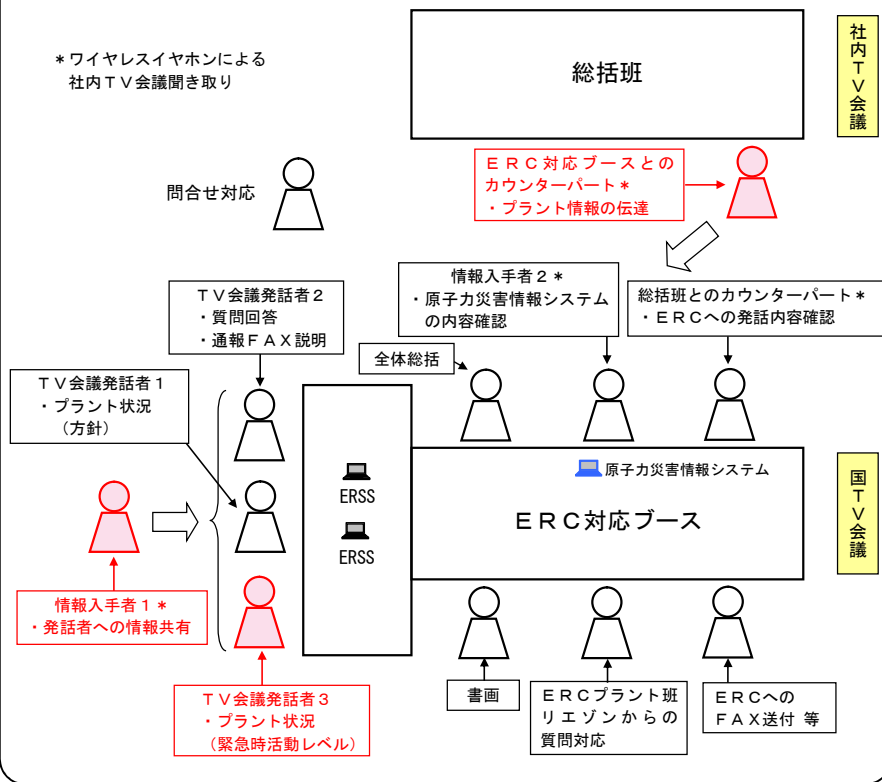 ＊ワイヤレスイヤホンによる
社内ＴＶ会議聞き取り
総括班
社内ＴＶ会議
問合せ対応
ＥＲＣ対応ブースとの
カウンターパート＊
・プラント情報の伝達
ＴＶ会議発話者２
・質問回答
・通報ＦＡＸ説明
情報入手者２＊
・原子力災害情報システム
の内容確認
総括班とのカウンターパート＊
・ＥＲＣへの発話内容確認
全体総括
ＴＶ会議発話者１
・プラント状況
（方針）
ERSS
ERSS
原子力災害情報システム
ＥＲＣ対応ブース
国ＴＶ会議
情報入手者１＊
・発話者への情報共有
ＴＶ会議発話者３
・プラント状況
（緊急時活動レベル）
書画
ＥＲＣプラント班
リエゾンからの
質問対応
ＥＲＣへの
ＦＡＸ送付 等